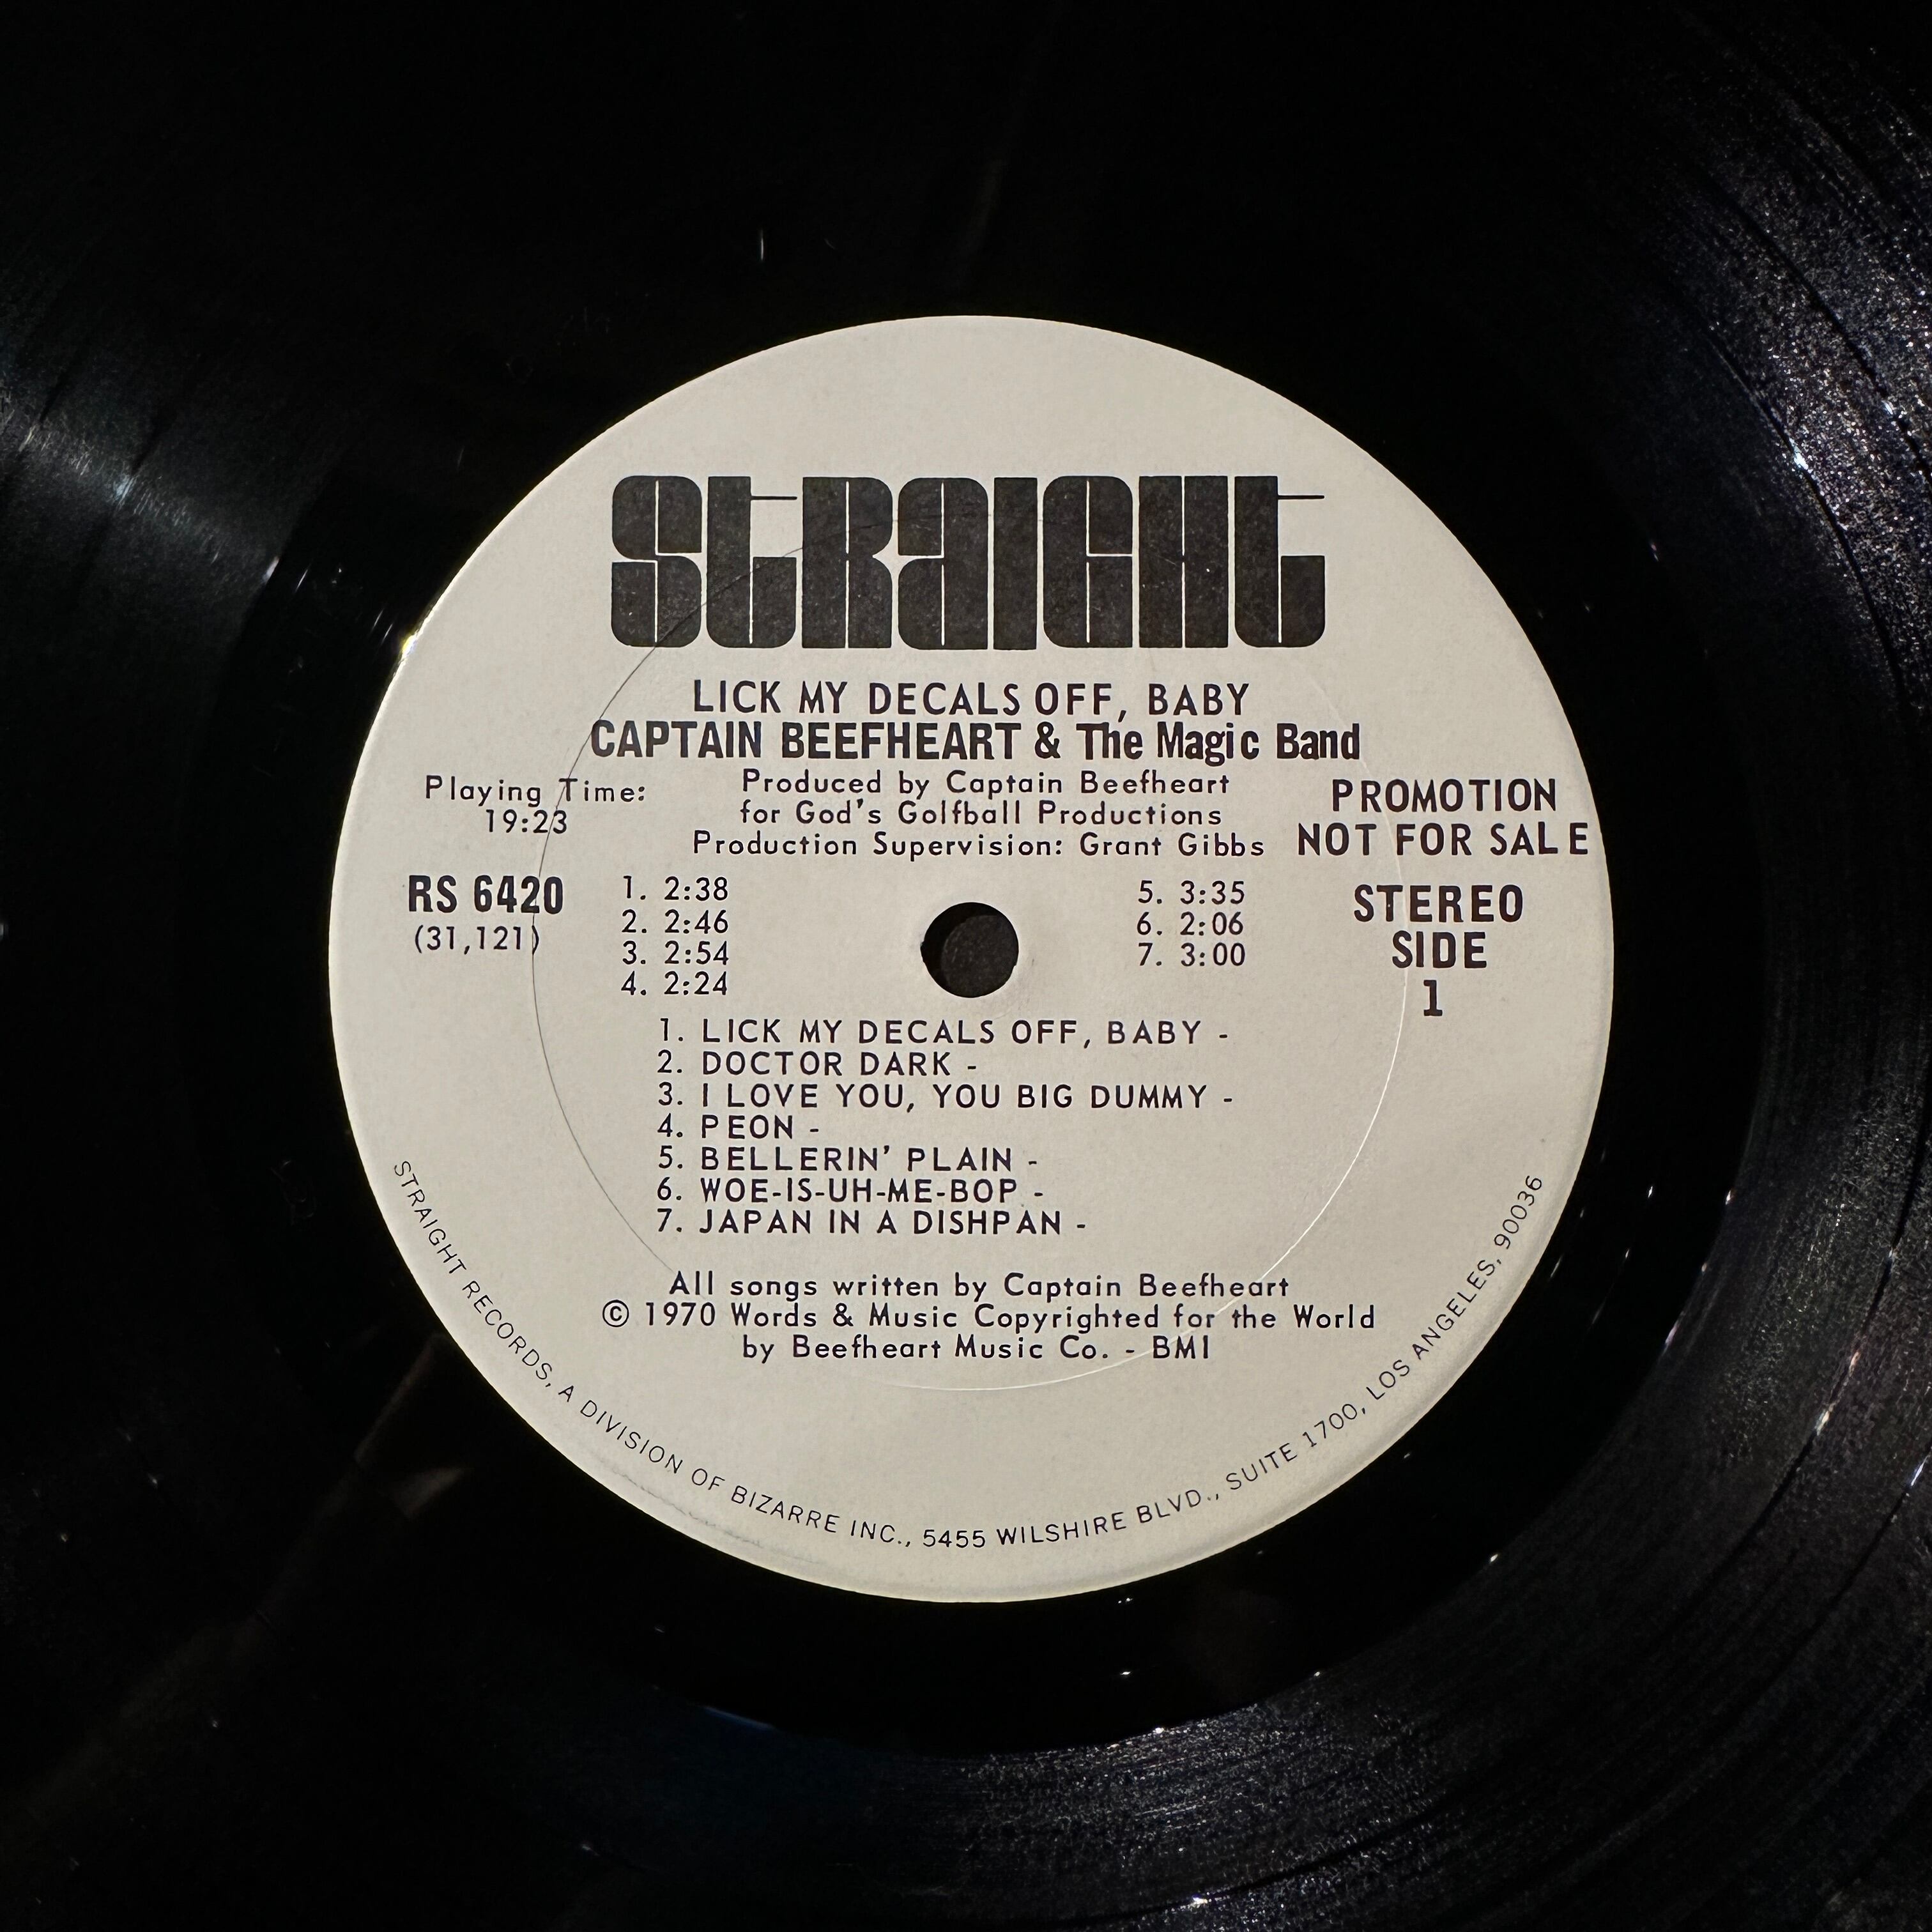 STRAIGHT
LICK MY DECALS OFF, BABY
CAPTAIN BEEFHEART & The Magic Band
Playing Time:
19:23
Produced by Captain Beefheart
for God's Golfball Productions
Production Supervision: Grant Gibbs
PROMOTION
NOT FOR SALE
RS 6420
(31,121)
1. 2:38
2. 2:46
3. 2:54
4. 2:24
5. 3:35
6. 2:06
7. 3:00
STEREO
SIDE
1
1. LICK MY DECALS OFF, BABY -
2. DOCTOR DARK -
3. I LOVE YOU, YOU BIG DUMMY -
4. PEON -
5. BELLERIN' PLAIN -
6. WOE-IS-UH-ME-BOP -
7. JAPAN IN A DISHPAN -
All songs written by Captain Beefheart
© 1970 Words & Music Copyrighted for the World
by Beefheart Music Co. - BMI
STRAIGHT RECORDS, A DIVISION OF BIZARRE INC., 5455 WILSHIRE BLVD., SUITE 1700, LOS ANGELES, 90036